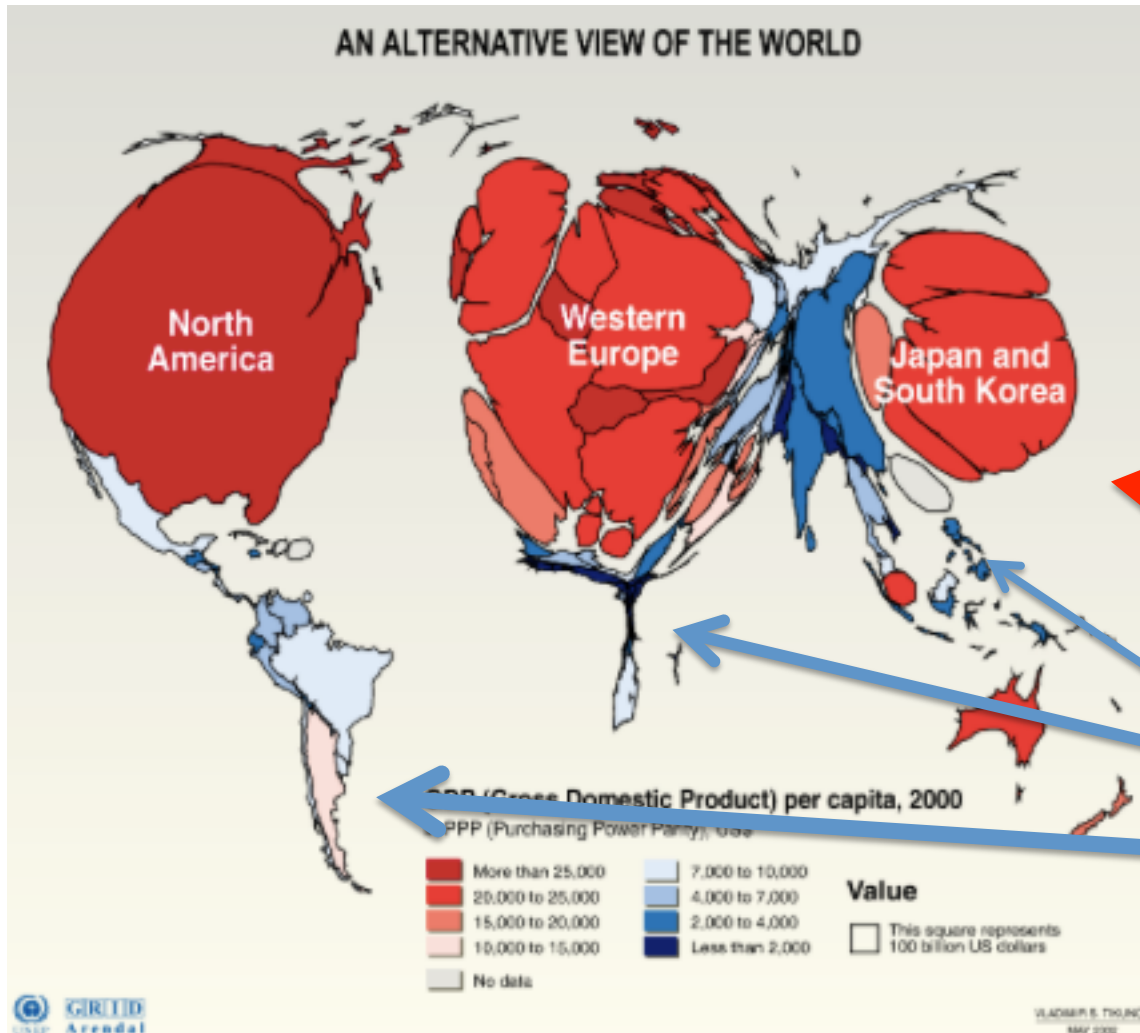 AN ALTERNATIVE VIEW OF THE WORLD
North
America
Western
Europe
Japan and
South Korea
(Gross Domestic Product) per capita, 2000
PPP (Purchasing Power Parity),
More than 25,000
20,000 to 25,000
15,000 to 20,000
10,000 to 15,000
No data
7,000 to 10,000
4,000 to 7,000
2,000 to 4,000
Less than 2,000
Value
This square represents
100 billion US dollars
UNEP
GRID
Arendal
VLADIMIR S.